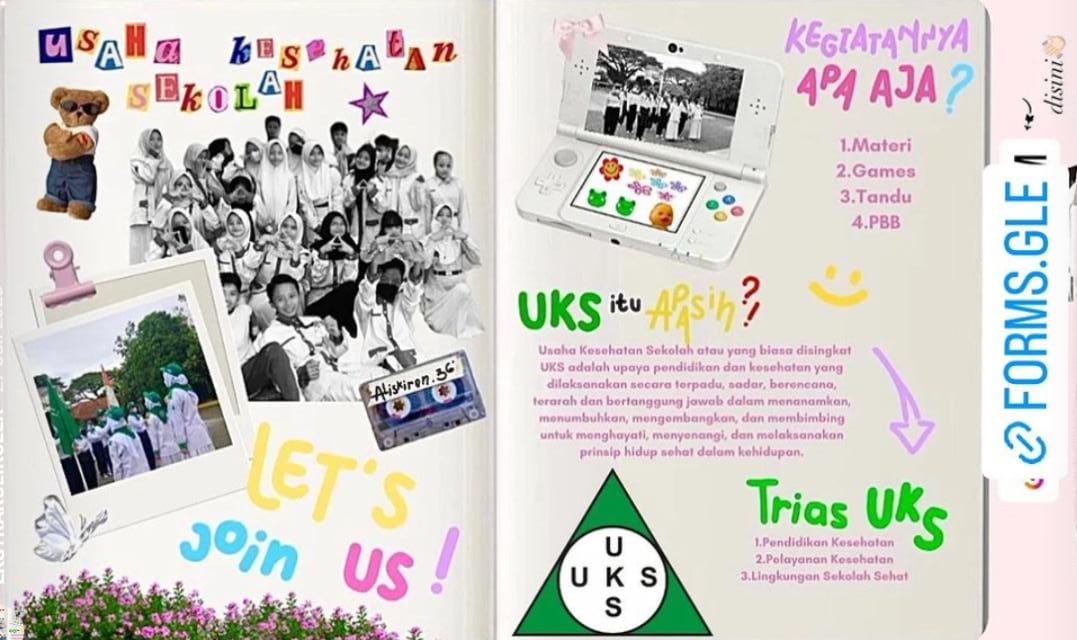 USAHA KESEHATAN
SEKOLAH
Aliskiren.36
LET'S
JOIN US!
KEGIATANNYA
APA AJA?
1.Materi
2.Games
3.Tandu
4.PBB
UKS itu APAsih?
Usaha Kesehatan Sekolah atau yang biasa disingkat
UKS adalah upaya pendidikan dan kesehatan yang
dilaksanakan secara terpadu, sadar, berencana,
terarah dan bertanggung jawab dalam menanamkan,
menumbuhkan, mengembangkan, dan membimbing
untuk menghayati, menyenangi, dan melaksanakan
prinsip hidup sehat dalam kehidupan.
Trias UKS
1.Pendidikan Kesehatan
2.Pelayanan Kesehatan
3.Lingkungan Sekolah Sehat
U
U K S
S
disini
FORMS.GLE